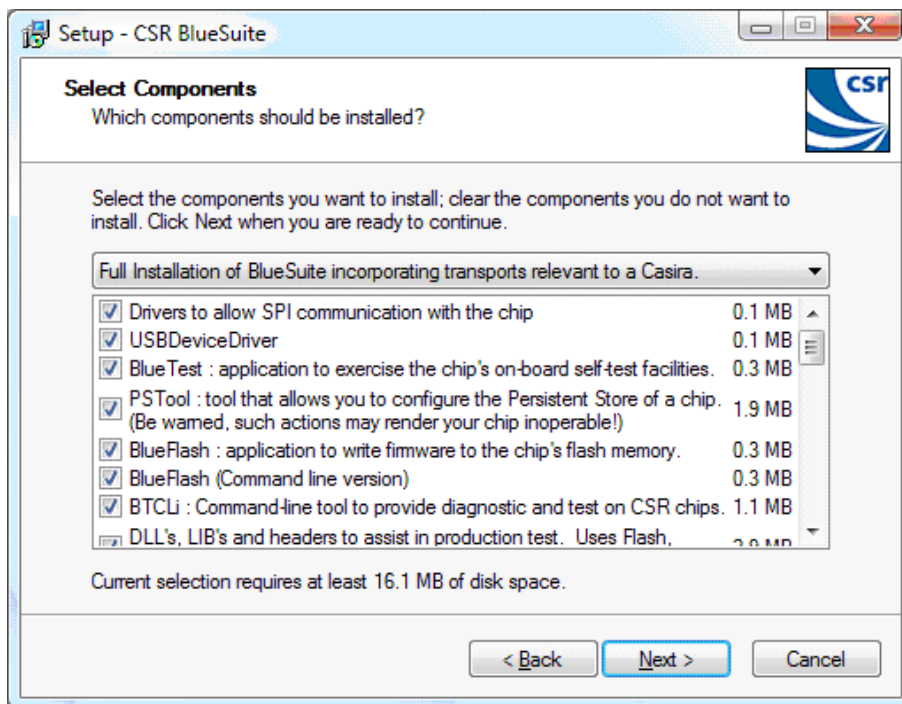 Setup - CSR BlueSuite
Select Components
Which components should be installed?
csr
Select the components you want to install; clear the components you do not want to
install. Click Next when you are ready to continue.
Full Installation of BlueSuite incorporating transports relevant to a Casira.
Drivers to allow SPI communication with the chip 0.1 MB
USBDeviceDriver 0.1 MB
BlueTest : application to exercise the chip's on-board self-test facilities. 0.3 MB
PSTool : tool that allows you to configure the Persistent Store of a chip.
(Be warned, such actions may render your chip inoperable!) 1.9 MB
BlueFlash : application to write firmware to the chip's flash memory. 0.3 MB
BlueFlash (Command line version) 0.3 MB
BTCLi : Command-line tool to provide diagnostic and test on CSR chips. 1.1 MB
DLL's, LIB's and headers to assist in production test. Uses Flash,
Current selection requires at least 16.1 MB of disk space.
< Back Next > Cancel